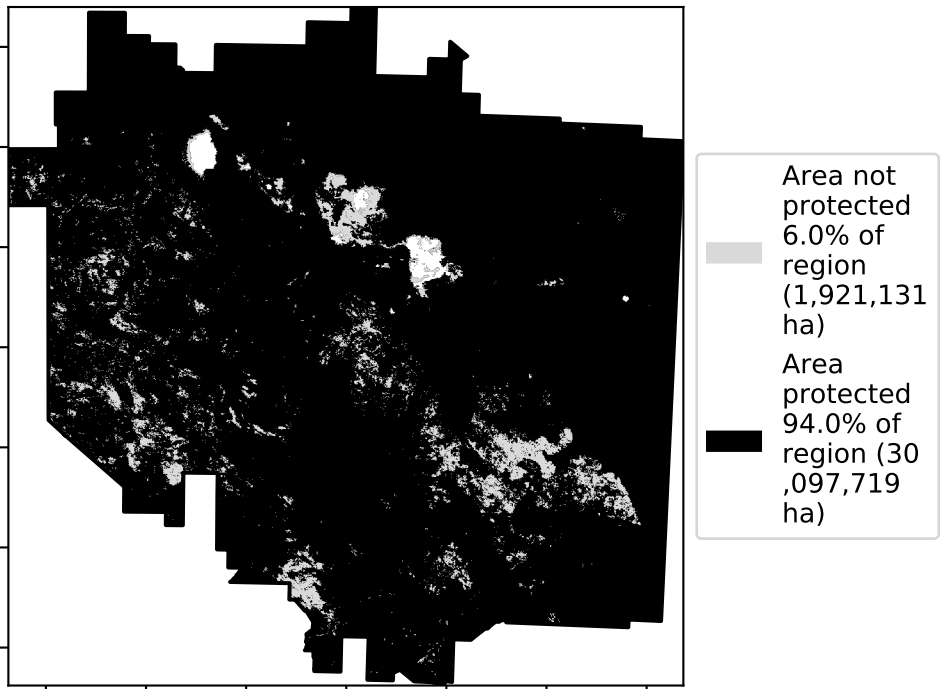 Area not
protected
6.0% of
region
(1,921,131
ha)
Area
protected
94.0% of
region (30
,097,719
ha)